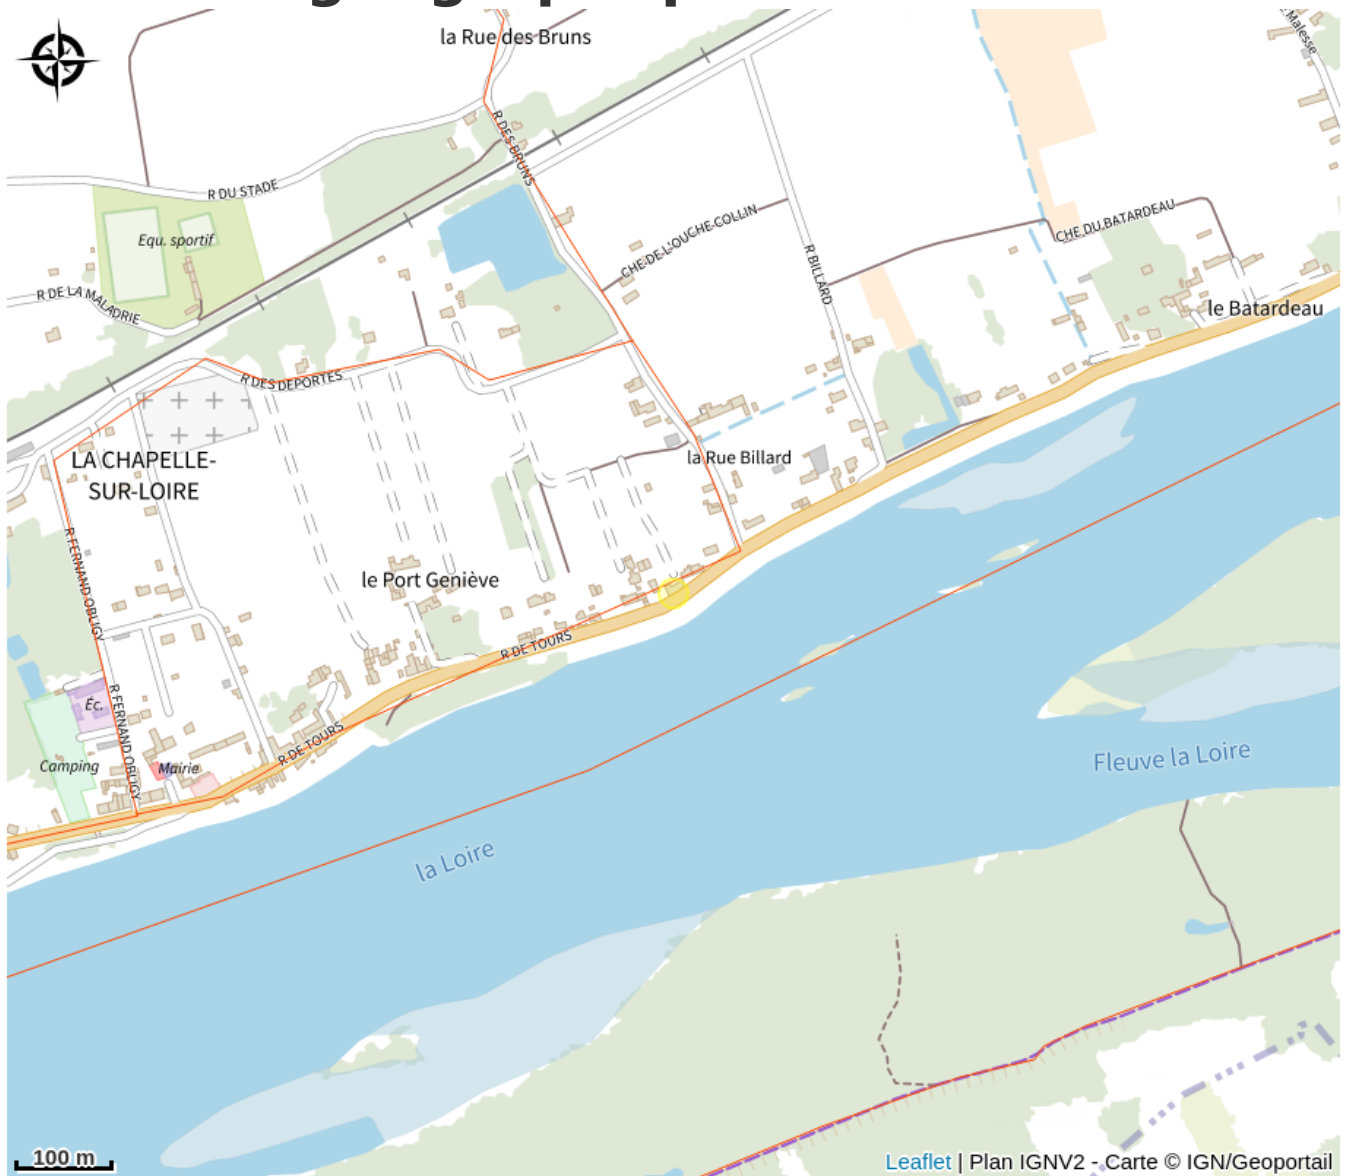 la Rue des Bruns
R Malesse
R DES BRUNS
R DU STADE
Equ. sportif
CHE DE L'OUCHE COLLIN
CHE DU BATARDEAU
R BILLARD
R DE LA MALADRIE
le Batardeau
R DES DEPORTES
LA CHAPELLE-
SUR-LOIRE
la Rue Billard
R FERNAND OBLIGY
le Port Geniève
R DE TOURS
Éc.
R FERNAND OBLIGY
R DE TOURS
Camping
Mairie
Fleuve la Loire
la Loire
100 m
Leaflet | Plan IGNV2 - Carte © IGN/Geoportail